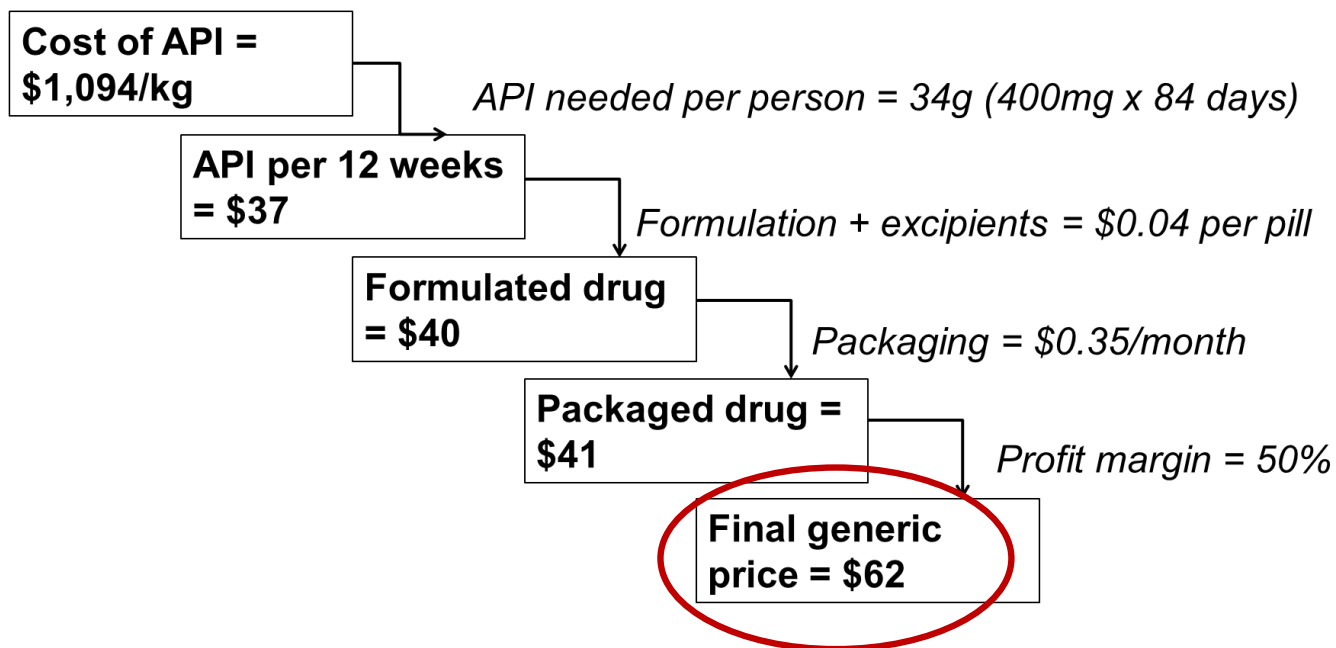 Cost of API =
$1,094/kg
API needed per person = 34g (400mg x 84 days)
API per 12 weeks
= $37
Formulation + excipients = $0.04 per pill
Formulated drug
= $40
Packaging = $0.35/month
Packaged drug =
$41
Profit margin = 50%
Final generic
price = $62